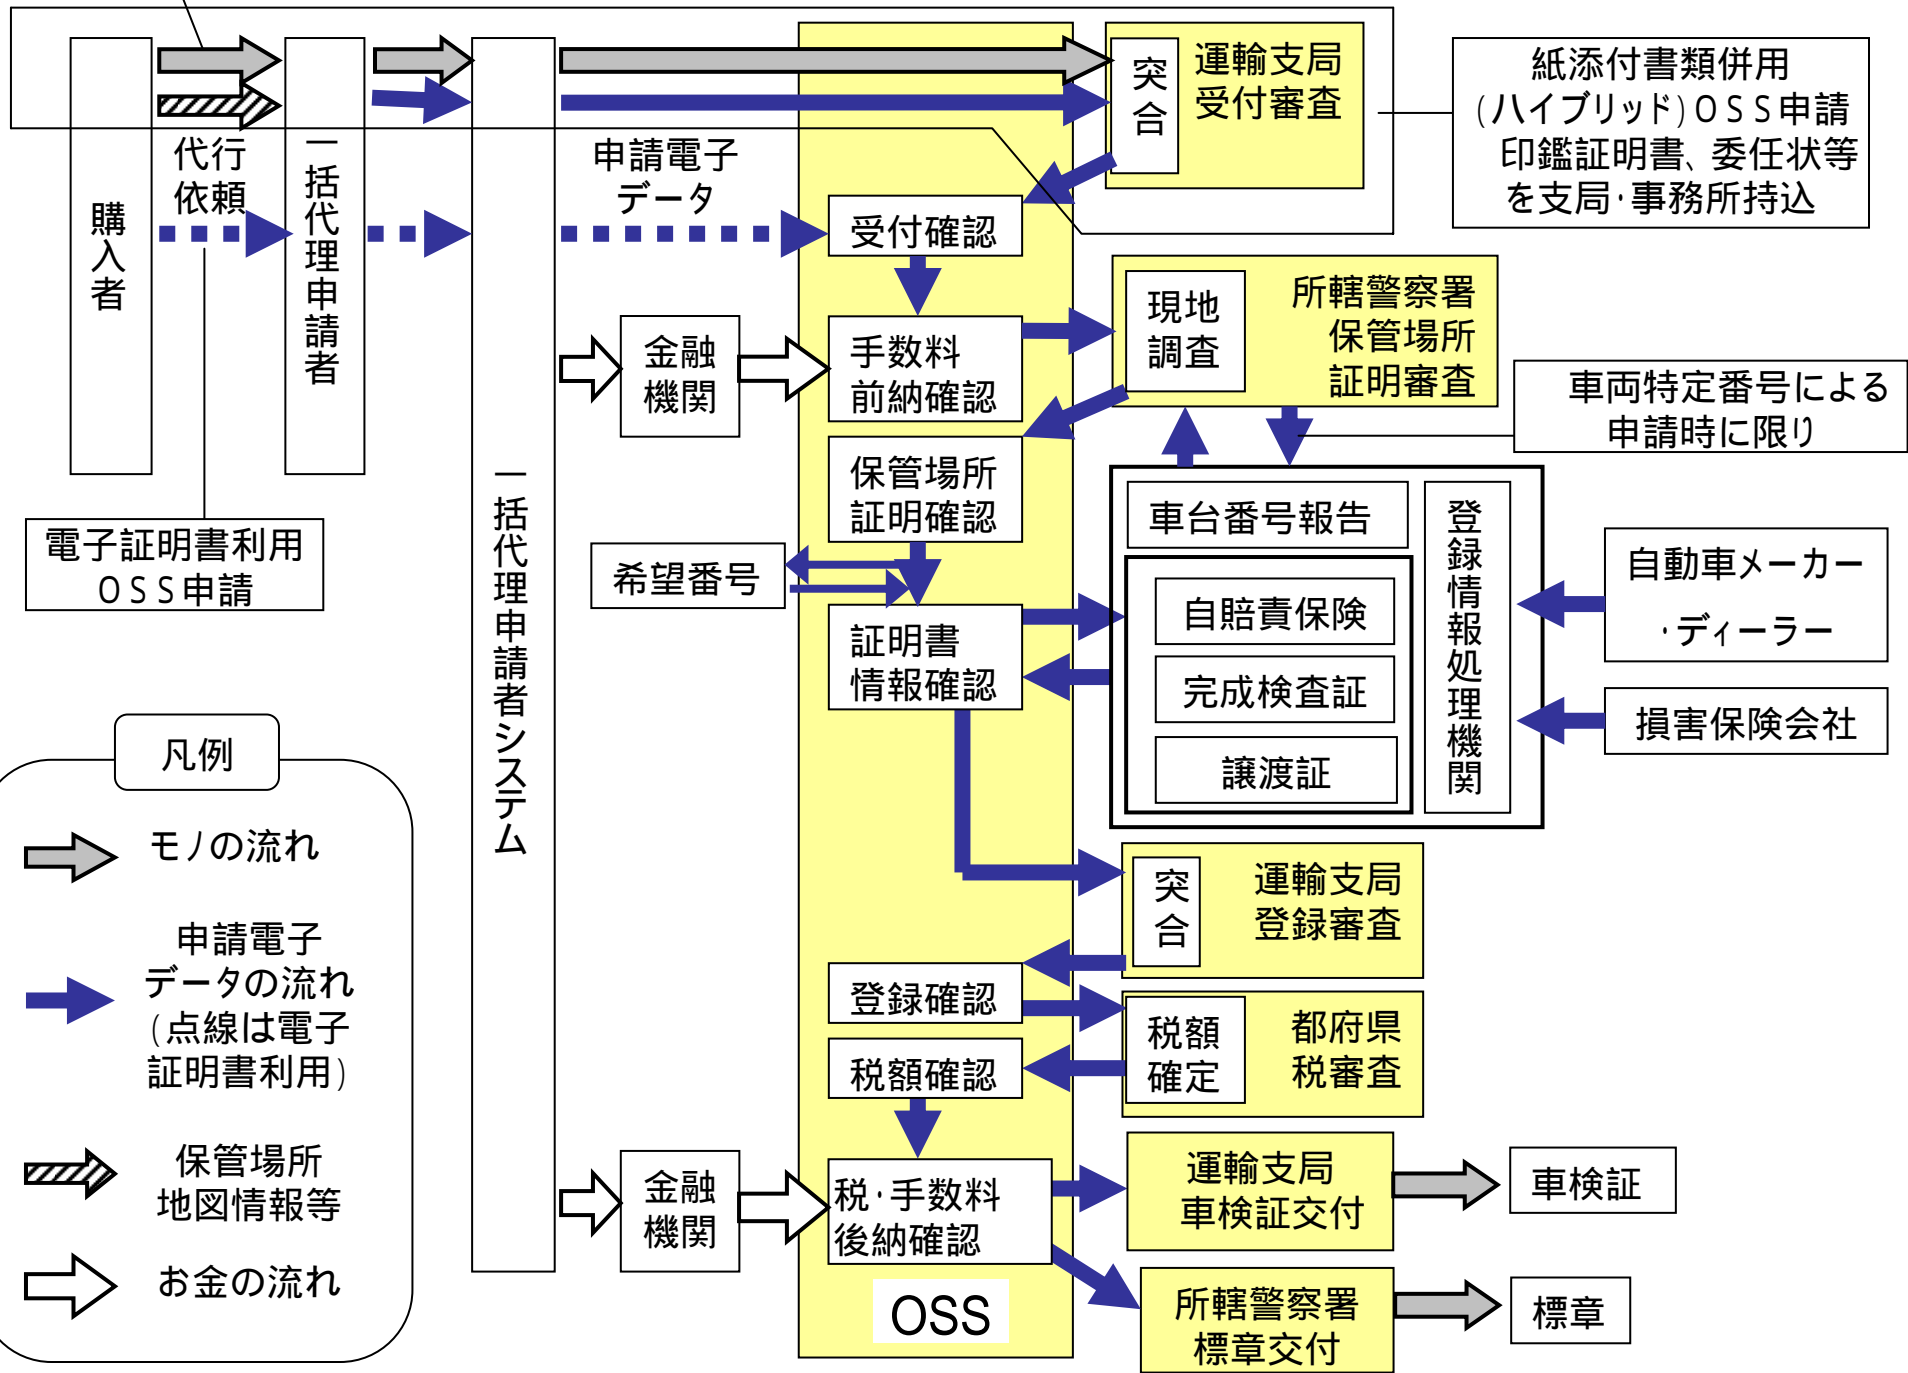 突合
運輸支局
受付審査
紙添付書類併用
(ハイブリッド)OSS申請
印鑑証明書、委任状等
を支局・事務所持込
代行
依頼
申請電子
データ
購入者
一括代理申請者
一括代理申請者システム
受付確認
金融
機関
手数料
前納確認
現地
調査
所轄警察署
保管場所
証明審査
車両特定番号による
申請時に限り
保管場所
証明確認
電子証明書利用
OSS申請
希望番号
車台番号報告
登録情報処理機関
自動車メーカー
・ディーラー
証明書
情報確認
自賠責保険
完成検査証
譲渡証
損害保険会社
凡例
モノの流れ
申請電子
データの流れ
(点線は電子
証明書利用)
保管場所
地図情報等
お金の流れ
突合
運輸支局
登録審査
登録確認
税額
確定
都府県
税審査
税額確認
金融
機関
税・手数料
後納確認
運輸支局
車検証交付
車検証
OSS
所轄警察署
標章交付
標章